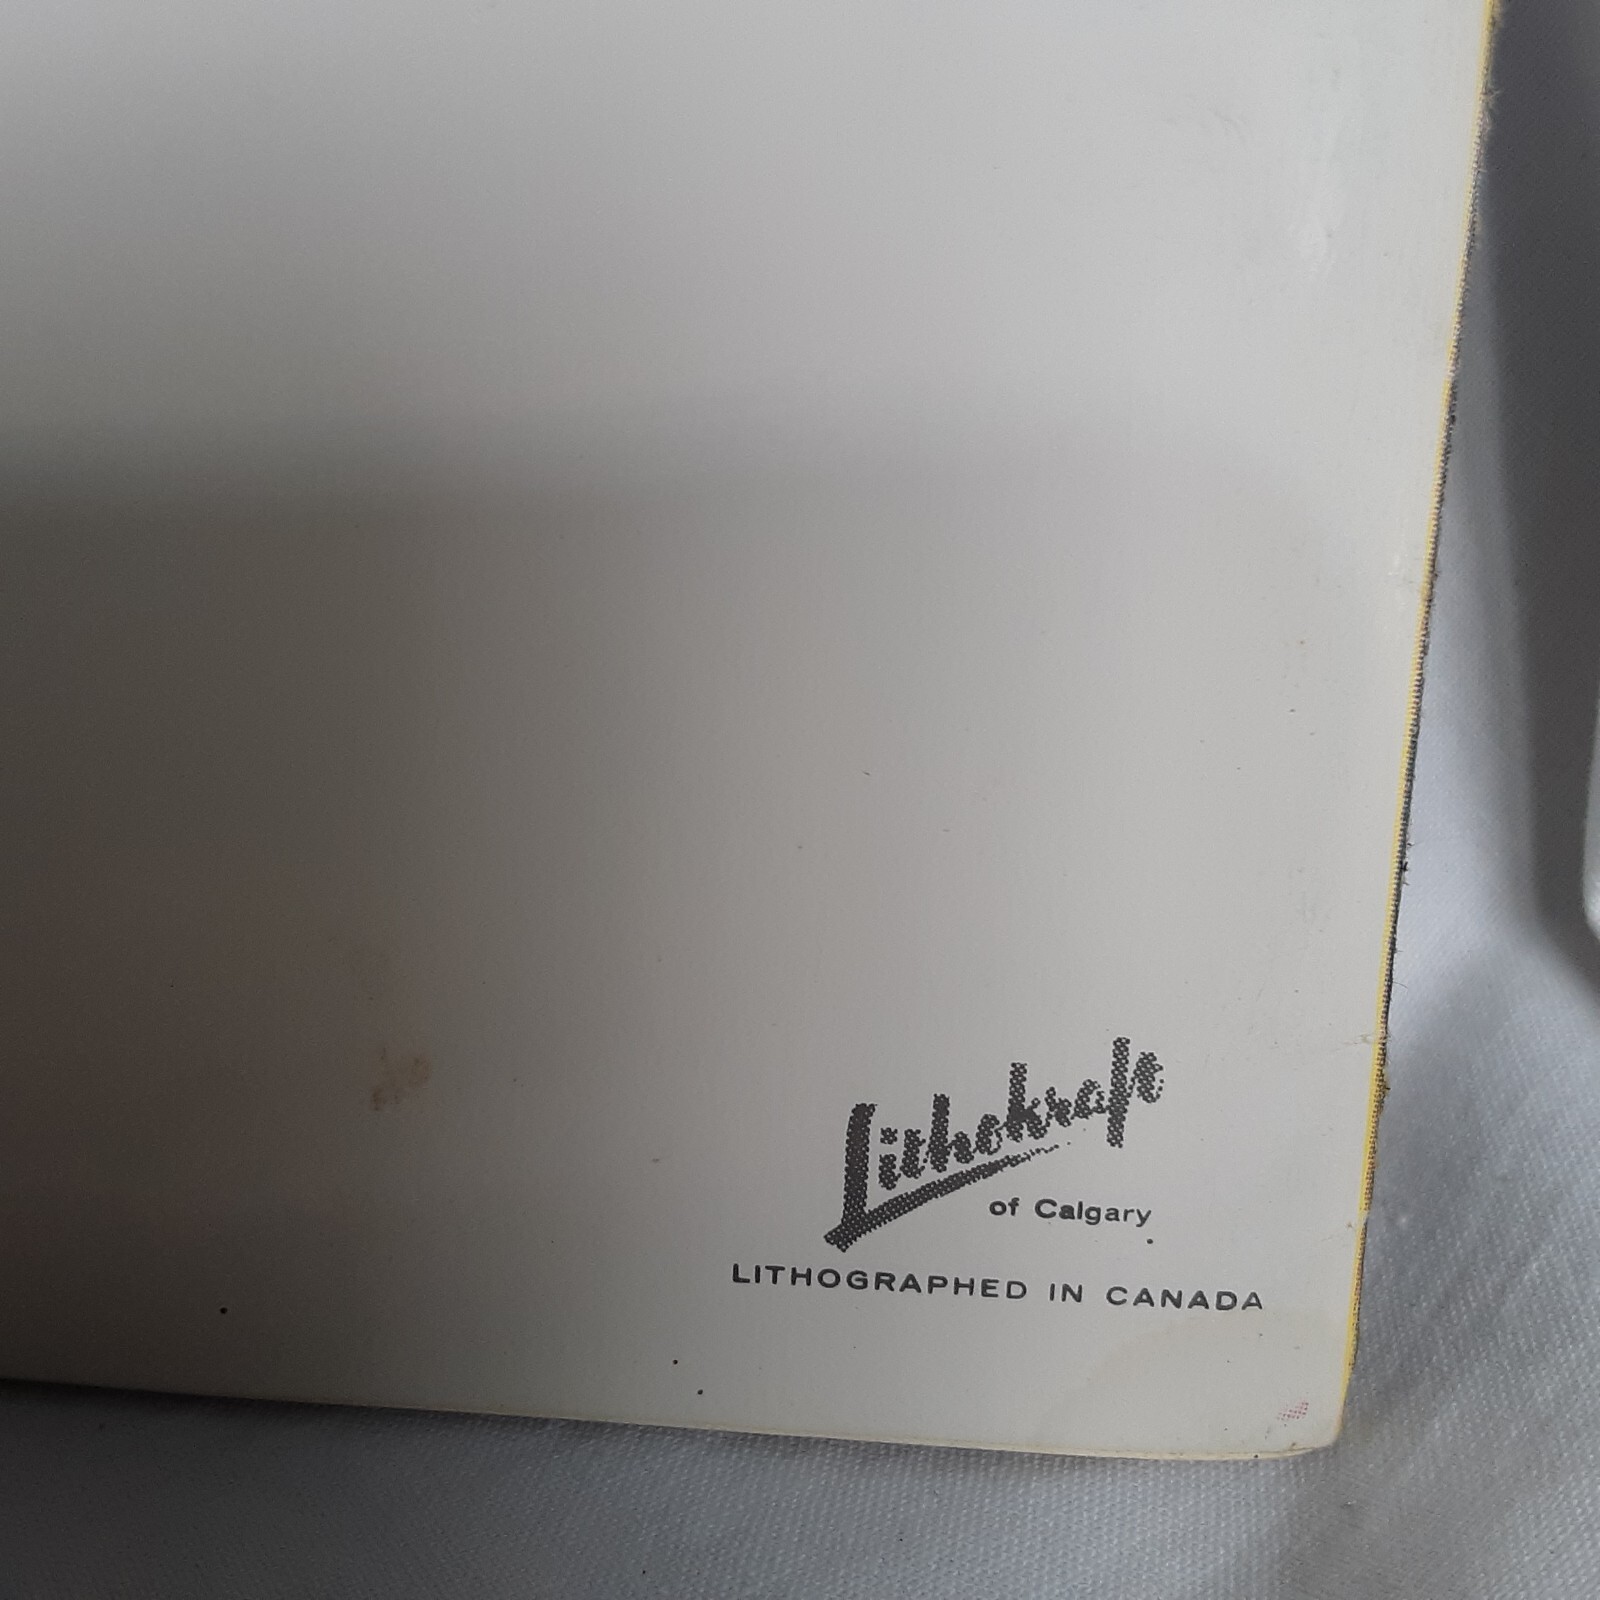 Lithokraft
of Calgary
LITHOGRAPHED IN CANADA